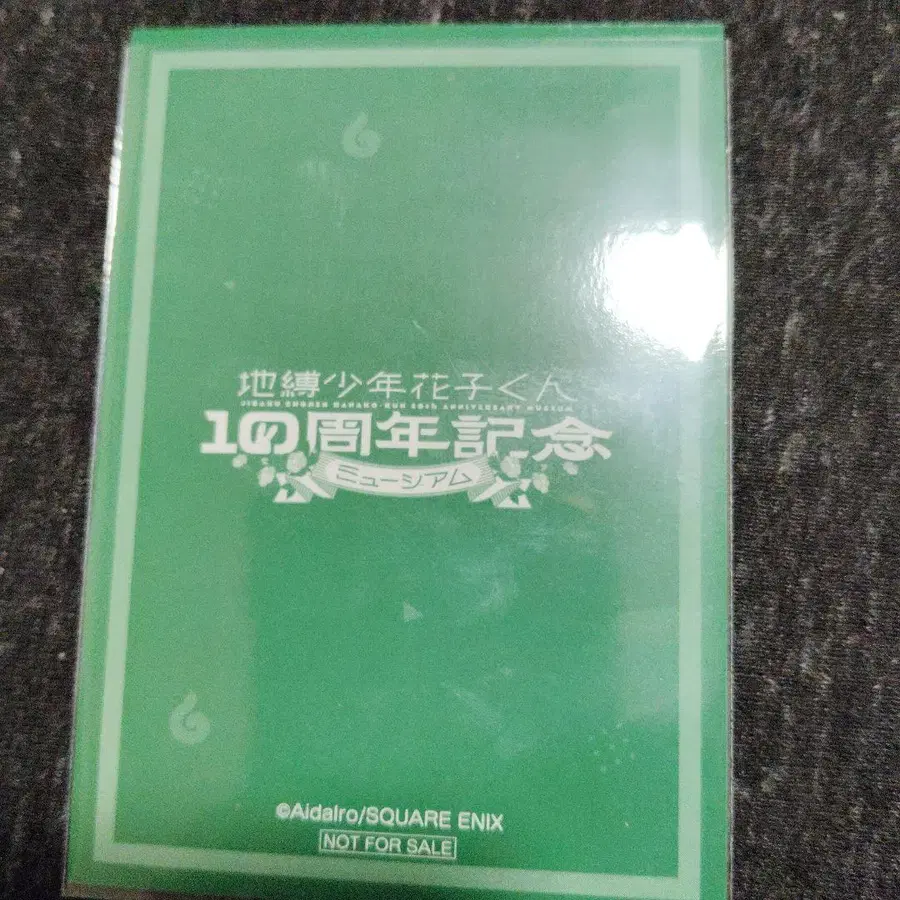 地縛少年花子くん
JIBAKU SHONEN HANAKO-KUN 10TH ANNIVERSARY MUSEUM
10周年記念
ミュージアム
©AidaIro/SQUARE ENIX
NOT FOR SALE